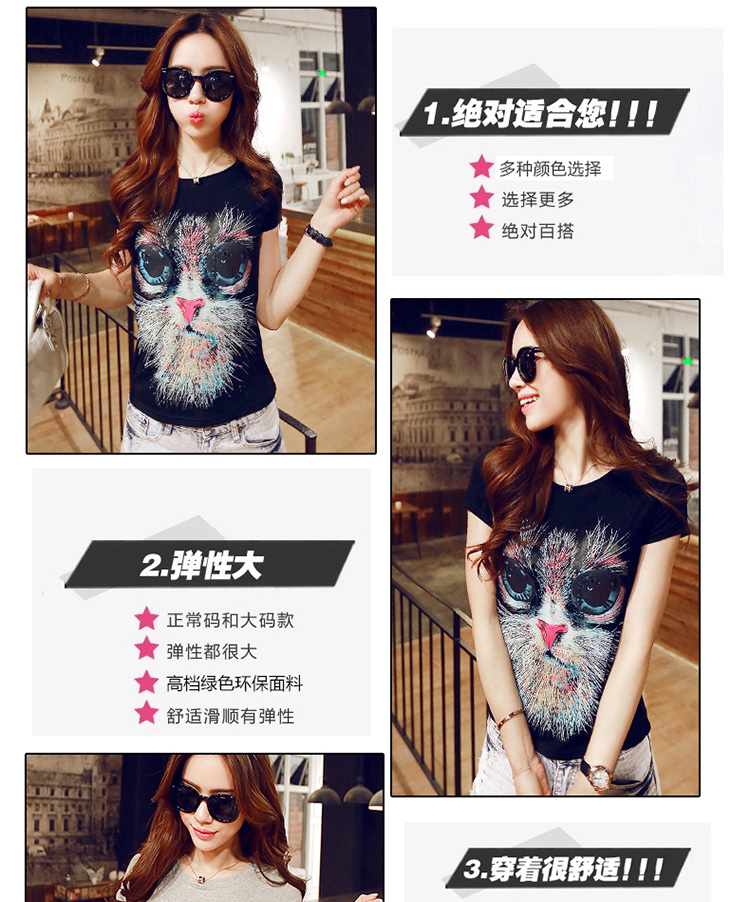 1.绝对适合您!!!
多种颜色选择
选择更多
绝对百搭
2.弹性大
正常码和大码款
弹性都很大
高档绿色环保面料
舒适滑顺有弹性
3.穿着很舒适!!!